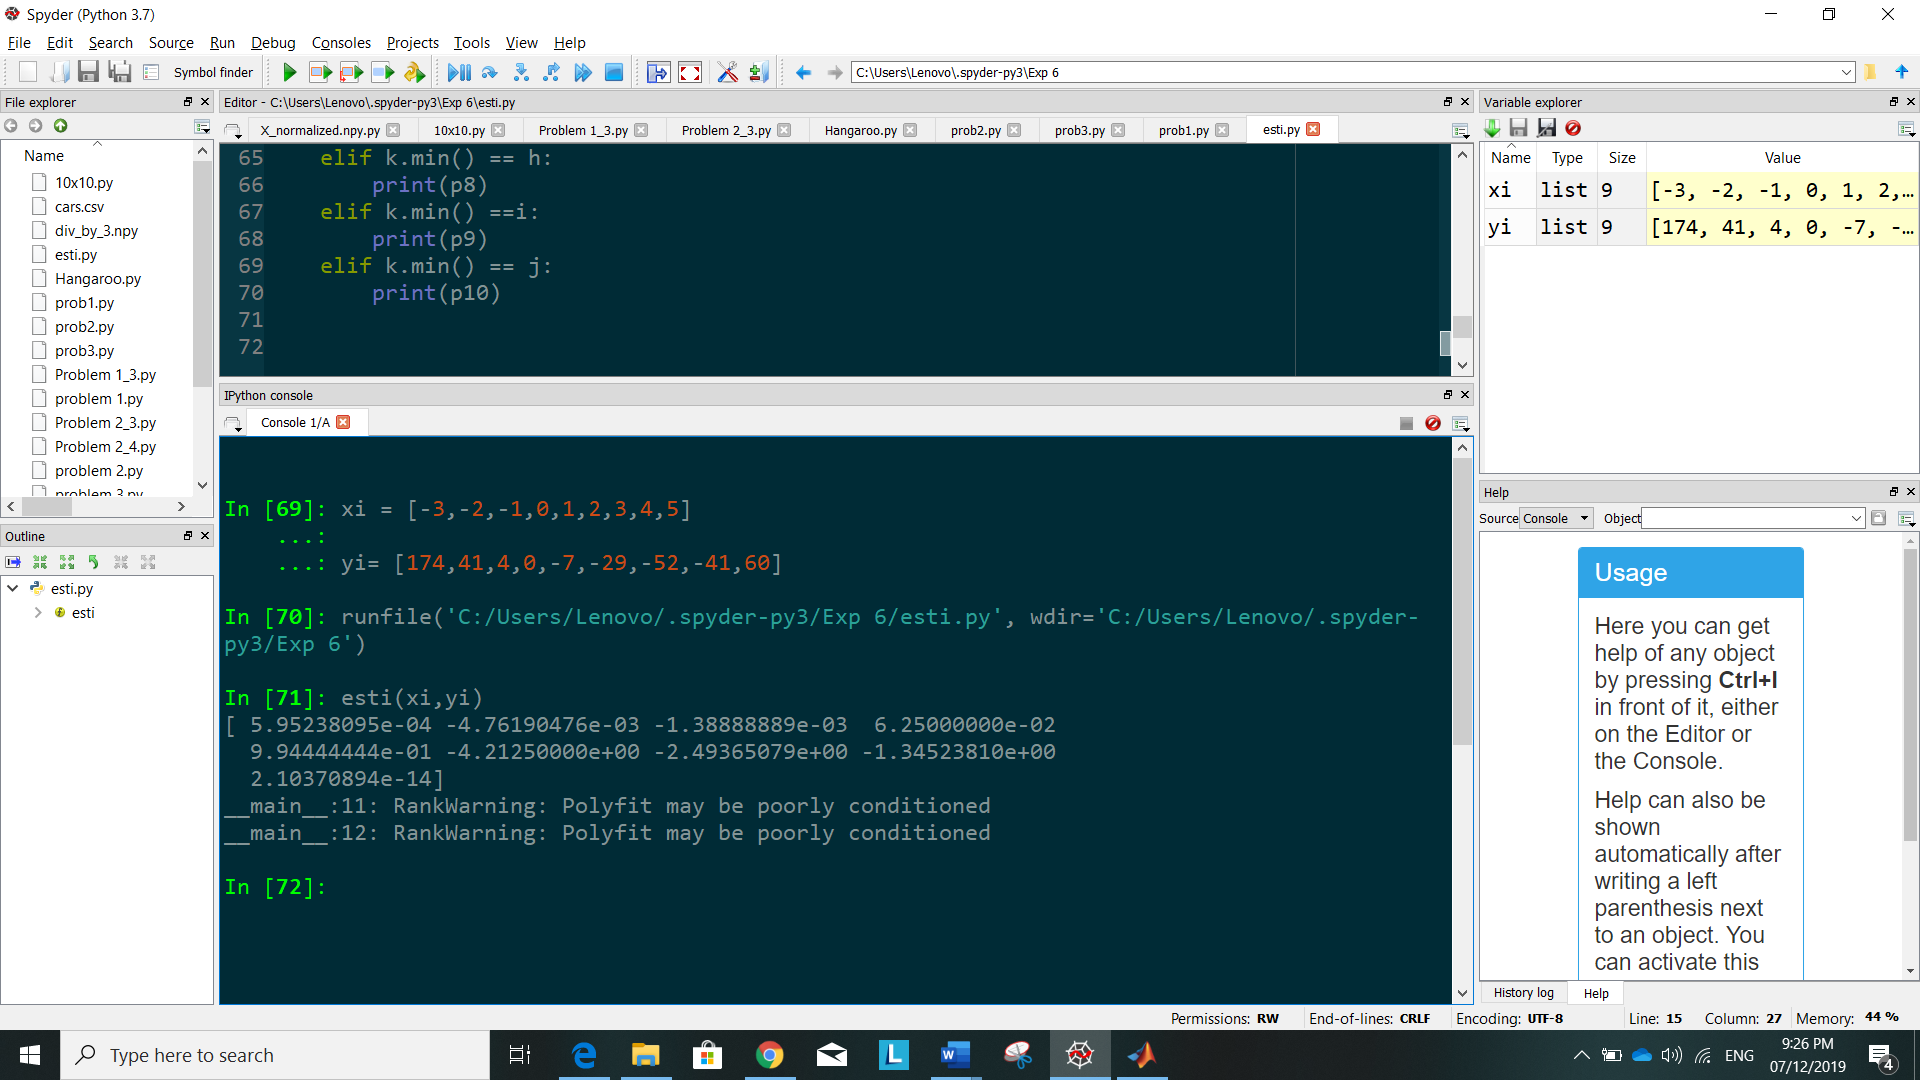 Spyder (Python 3.7)
File Edit Search Source Run Debug Consoles Projects Tools View Help
Symbol finder
C:\Users\Lenovo\.spyder-py3\Exp 6
File explorer
Name
10x10.py
cars.csv
div_by_3.npy
esti.py
Hangaroo.py
prob1.py
prob2.py
prob3.py
Problem 1_3.py
problem 1.py
Problem 2_3.py
Problem 2_4.py
problem 2.py
problem 3.py
Outline
esti.py
esti
Editor - C:\Users\Lenovo\.spyder-py3\Exp 6\esti.py
X_normalized.npy.py 10x10.py Problem 1_3.py Problem 2_3.py Hangaroo.py prob2.py prob3.py prob1.py esti.py
65 elif k.min() == h:
66 print(p8)
67 elif k.min() ==i:
68 print(p9)
69 elif k.min() == j:
70 print(p10)
71
72
IPython console
Console 1/A
In [69]: xi = [-3,-2,-1,0,1,2,3,4,5]
...:
...: yi= [174,41,4,0,-7,-29,-52,-41,60]
In [70]: runfile('C:/Users/Lenovo/.spyder-py3/Exp 6/esti.py', wdir='C:/Users/Lenovo/.spyder-
py3/Exp 6')
In [71]: esti(xi,yi)
[ 5.95238095e-04 -4.76190476e-03 -1.38888889e-03  6.25000000e-02
9.94444444e-01 -4.21250000e+00 -2.49365079e+00 -1.34523810e+00
2.10370894e-14]
__main__:11: RankWarning: Polyfit may be poorly conditioned
__main__:12: RankWarning: Polyfit may be poorly conditioned
In [72]:
Variable explorer
Name Type Size Value
xi list 9 [-3, -2, -1, 0, 1, 2,...
yi list 9 [174, 41, 4, 0, -7, -...
Help
Source Console Object
Usage
Here you can get
help of any object
by pressing Ctrl+I
in front of it, either
on the Editor or
the Console.
Help can also be
shown
automatically after
writing a left
parenthesis next
to an object. You
can activate this
History log Help
Permissions: RW End-of-lines: CRLF Encoding: UTF-8 Line: 15 Column: 27 Memory: 44 %
Type here to search
ENG
9:26 PM
07/12/2019
4